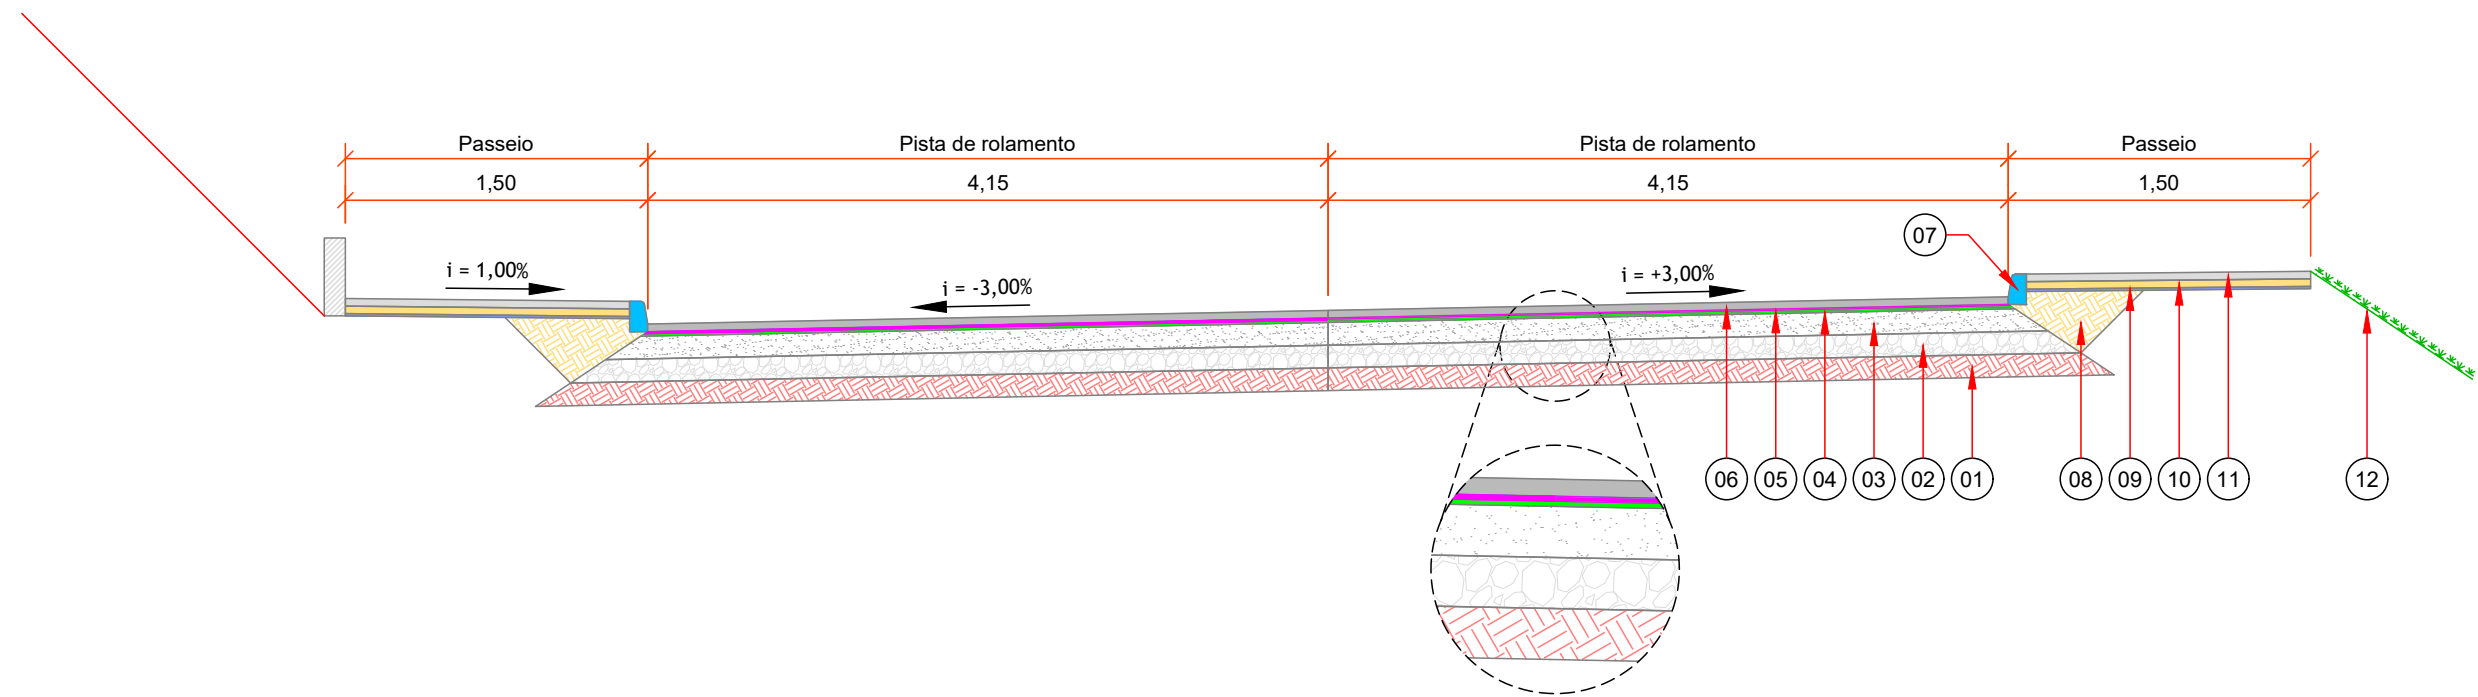 Passeio
Pista de rolamento
Pista de rolamento
Passeio
1,50
4,15
4,15
1,50
07
i = 1,00%
i = -3,00%
i = +3,00%
06
05
04
03
02
01
08
09
10
11
12